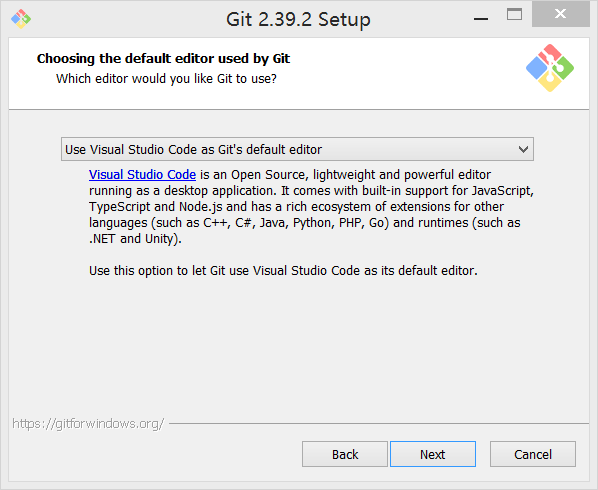 Git 2.39.2 Setup
Choosing the default editor used by Git
Which editor would you like Git to use?
Use Visual Studio Code as Git's default editor
Visual Studio Code is an Open Source, lightweight and powerful editor
running as a desktop application. It comes with built-in support for JavaScript,
TypeScript and Node.js and has a rich ecosystem of extensions for other
languages (such as C++, C#, Java, Python, PHP, Go) and runtimes (such as
.NET and Unity).
Use this option to let Git use Visual Studio Code as its default editor.
https://gitforwindows.org/
Back
Next
Cancel